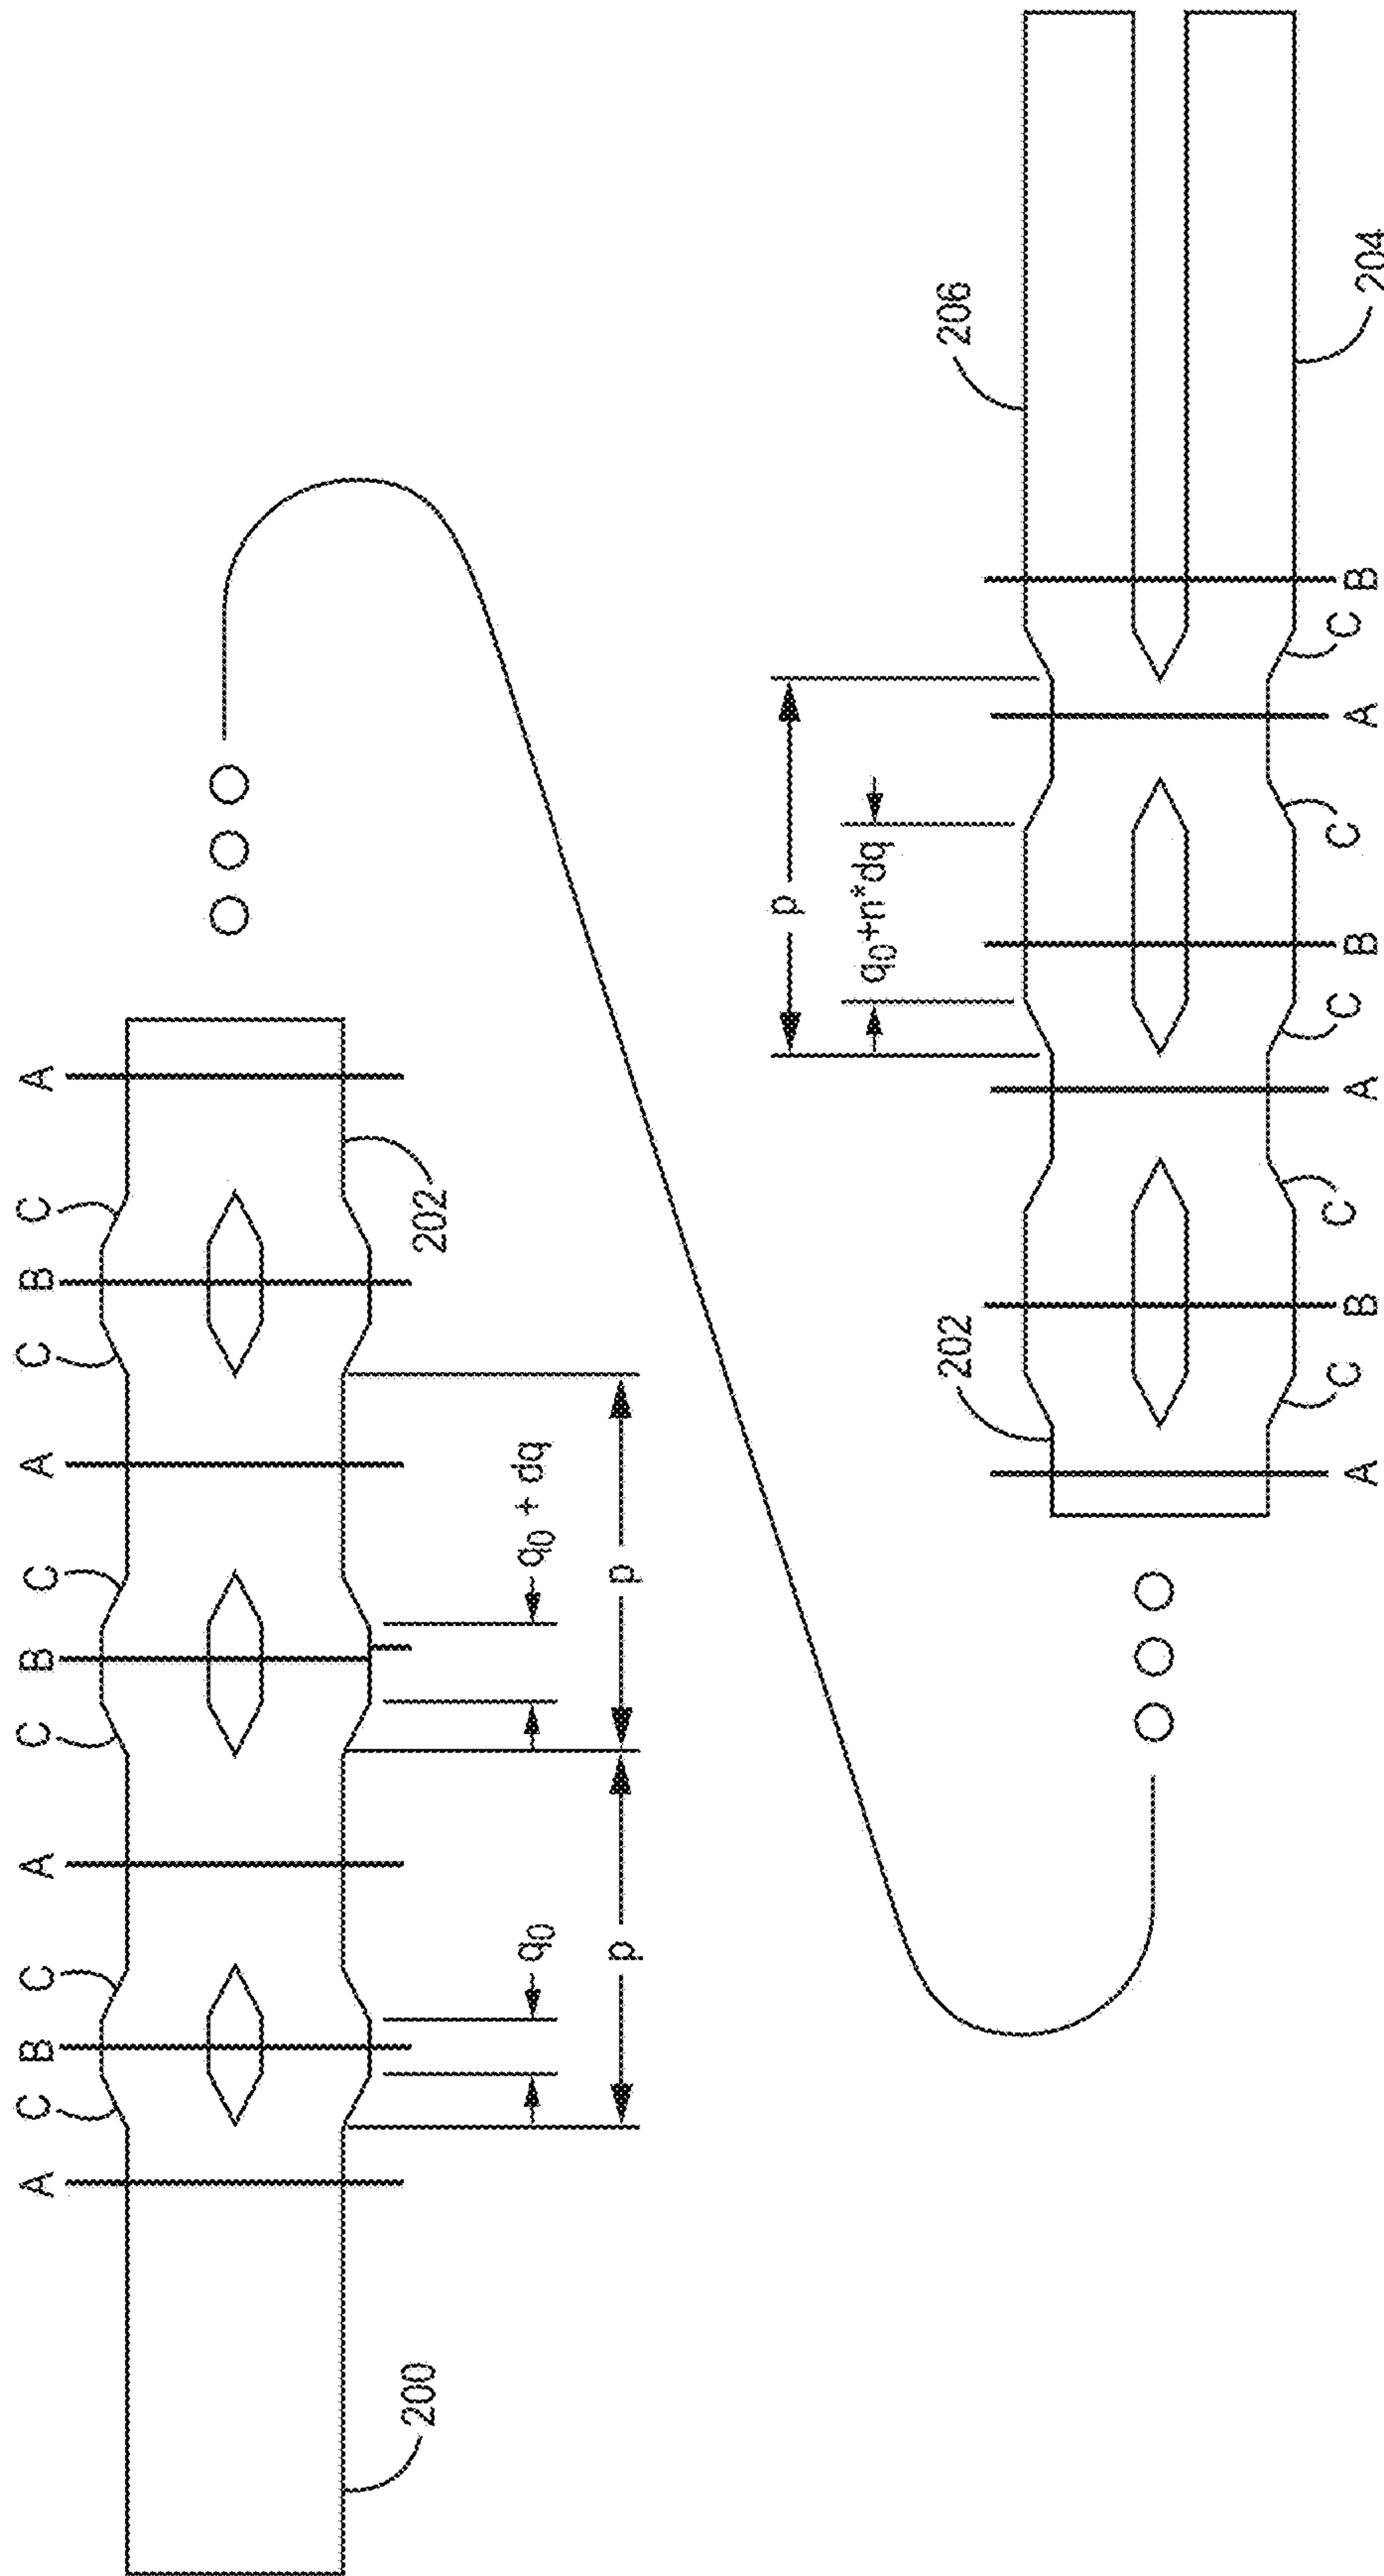 A C B C A C B C A C B C A
200 202
q₀ q₀ + dq
p p
p
q₀+n*dq
202 206
A C B C A C B C A C B
204